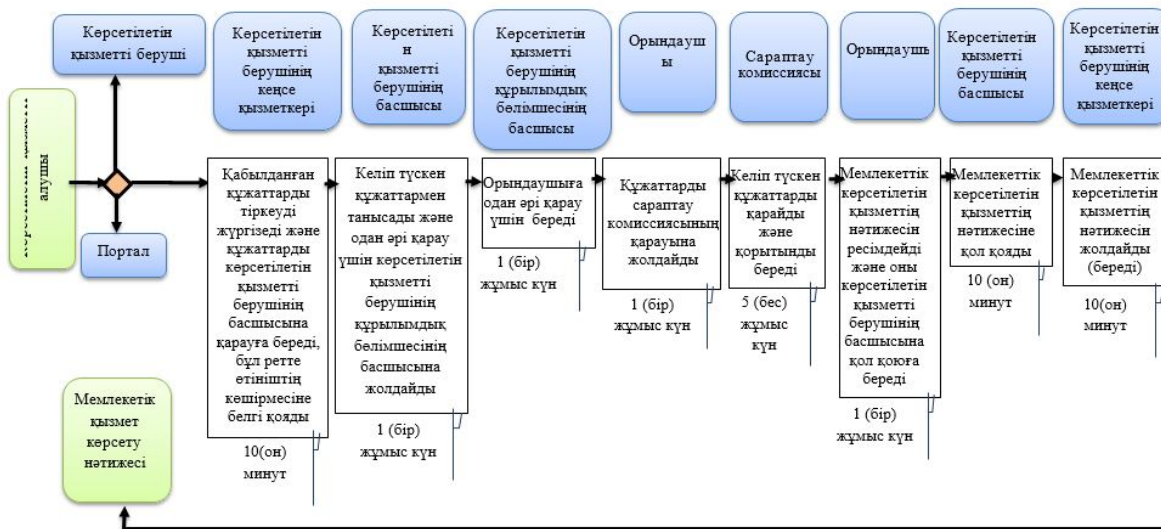 Көрсетілетін
қызметті беруші
Көрсетілетін
қызметті
берушінің
кеңсе
қызметкері
Көрсетілеті
н
қызметті
берушінің
басшысы
Көрсетілетін
қызметті
берушінің
құрылымдық
бөлімшесінің
басшысы
Орындауш
ы
Сараптау
комиссиясы
Орындаушы
Көрсетілетін
қызметті
берушінің
басшысы
Көрсетілетін
қызметті
берушінің
кеңсе
қызметкері
алушы
Портал
Қабылданған
құжаттарды
тіркеуді
жүргізеді және
құжаттарды
көрсетілетін
қызметті
берушінің
басшысына
қарауға береді,
бұл ретте
өтініштің
көшірмесіне
белгі қояды
10(он)
минут
Келіп түскен
құжаттармен
танысады және
одан әрі қарау
үшін көрсетілетін
қызметті
берушінің
құрылымдық
бөлімшесінің
басшысына
жолдайды
1 (бір)
жұмыс күн
Орындаушыға
одан әрі қарау
үшін береді
1 (бір)
жұмыс күн
Құжаттарды
сараптау
комиссиясының
қарауына
жолдайды
1 (бір)
жұмыс күн
Келіп түскен
құжаттарды
қарайды
және
қорытынды
береді
5 (бес)
жұмыс
күн
Мемлекеттік
көрсетілетін
қызметтің
нәтижесін
ресімдейді
және оны
көрсетілетін
қызметті
берушінің
басшысына
қол қоюға
береді
1 (бір)
жұмыс күн
Мемлекеттік
көрсетілетін
қызметтің
нәтижесіне
қол қояды
10 (он)
минут
Мемлекеттік
көрсетілетін
қызметтің
нәтижесін
жолдайды
(береді)
10(он)
минут
Мемлекетік
қызмет
көрсету
нәтижесі